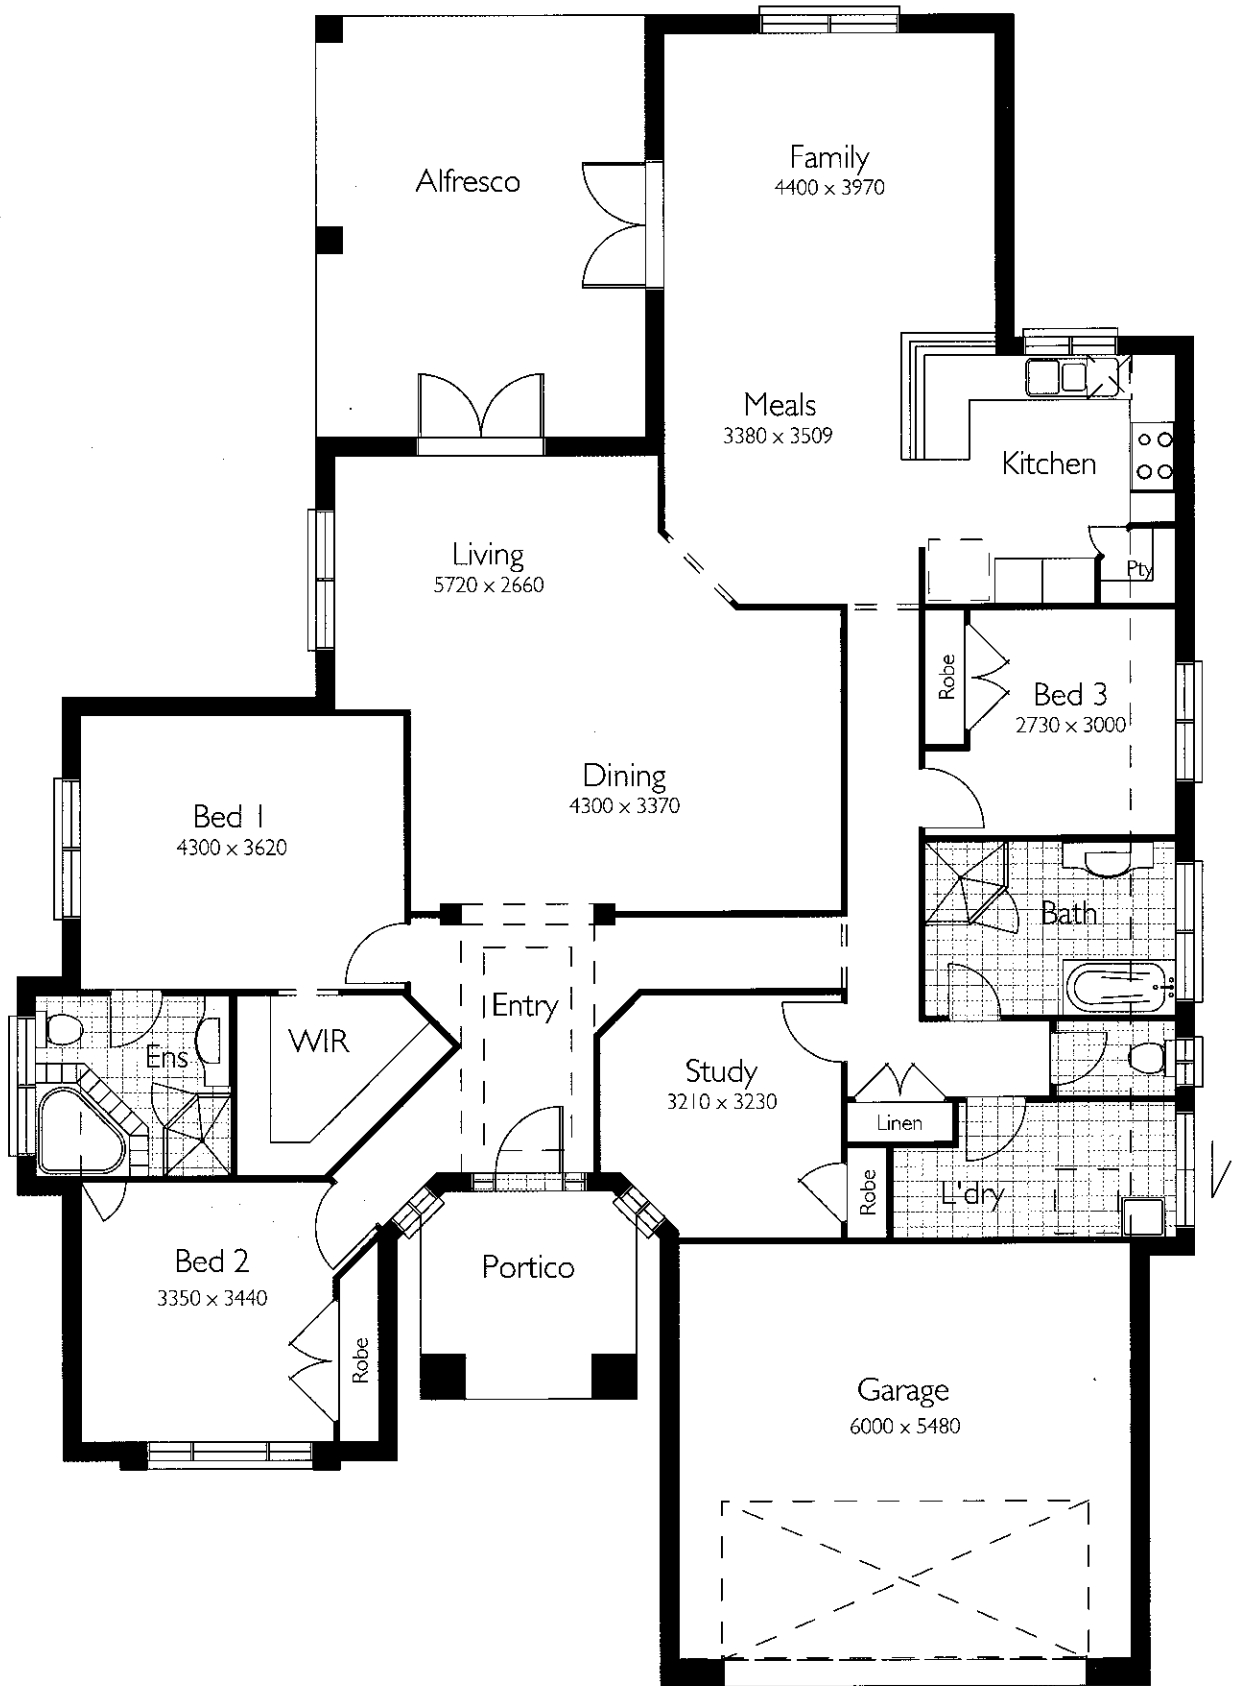 Family
4400 x 3970
Alfresco
Meals
3380 x 3509
Kitchen
Living
5720 x 2660
Pty
Robe
Bed 3
2730 x 3000
Dining
4300 x 3370
Bed 1
4300 x 3620
Bath
Entry
WIR
Ens
Study
3210 x 3230
Linen
Robe
L'dry
Bed 2
3350 x 3440
Portico
Robe
Garage
6000 x 5480